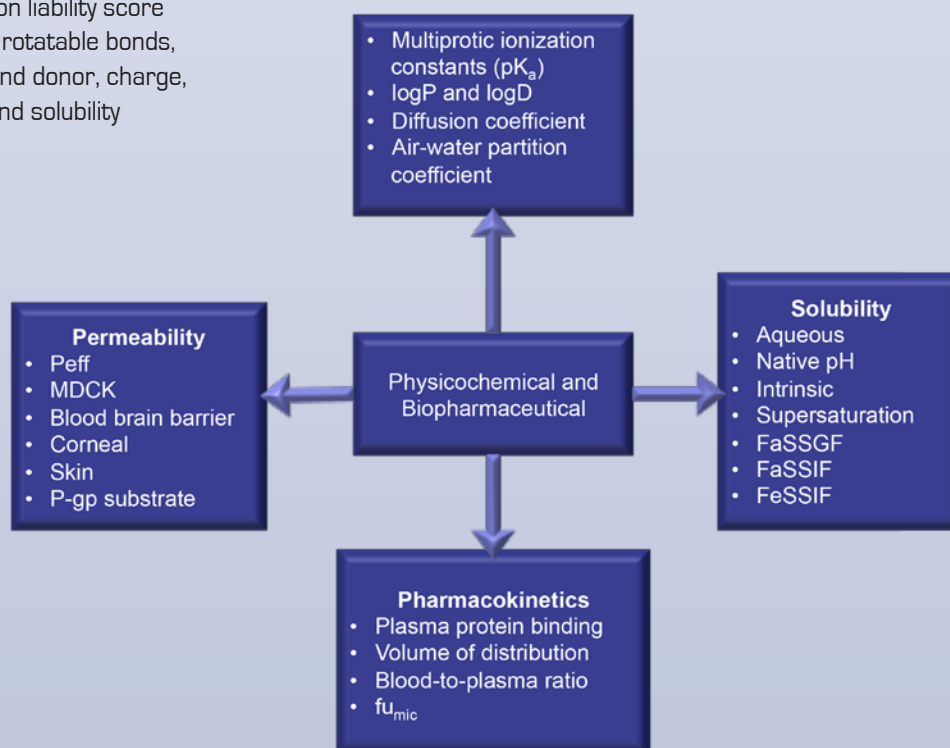 on liability score
rotatable bonds,
nd donor, charge,
nd solubility
• Multiprotic ionization
constants (pKa)
• logP and logD
• Diffusion coefficient
• Air-water partition
coefficient
Permeability
• Peff
• MDCK
• Blood brain barrier
• Corneal
• Skin
• P-gp substrate
Physicochemical and
Biopharmaceutical
Solubility
• Aqueous
• Native pH
• Intrinsic
• Supersaturation
• FaSSGF
• FaSSIF
• FeSSIF
Pharmacokinetics
• Plasma protein binding
• Volume of distribution
• Blood-to-plasma ratio
• fumic